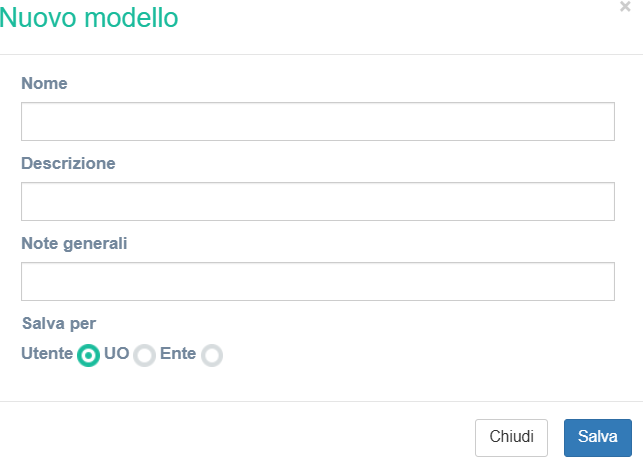 Nuovo modello ×
Nome
Descrizione
Note generali
Salva per
Utente UO Ente
Chiudi Salva